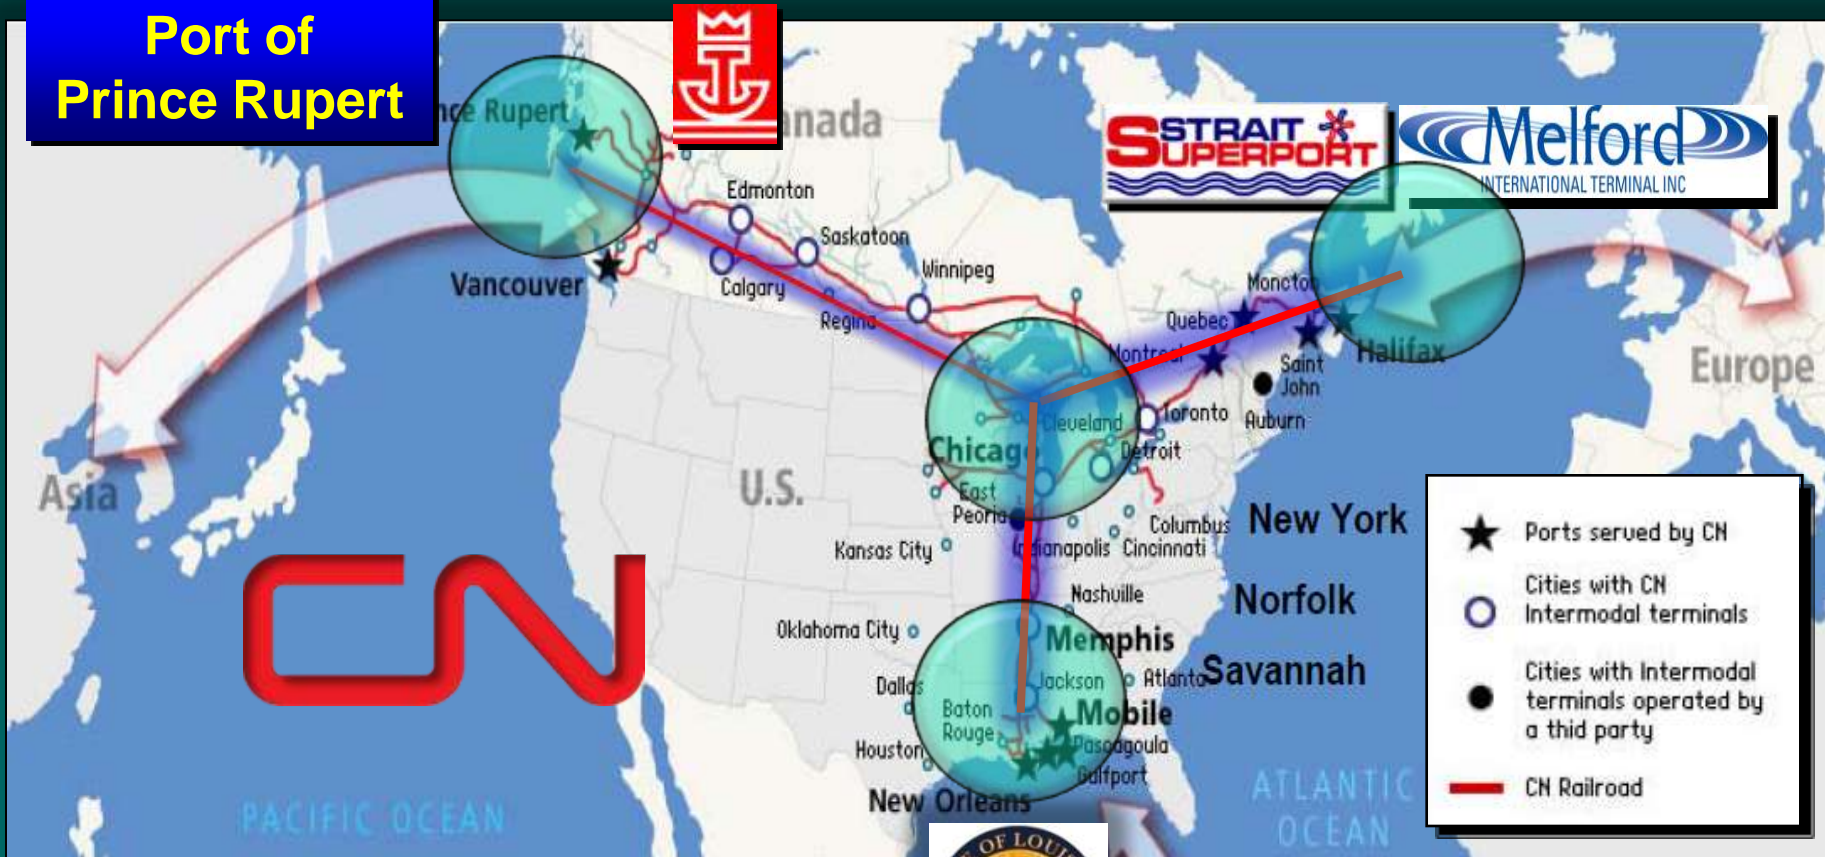 Port of
Prince Rupert
nce Rupert
anada
STRAIT
SUPERPORT
Melford
INTERNATIONAL TERMINAL INC
Edmonton
Saskatoon
Winnipeg
Vancouver
Calgary
Regina
Moncton
Quebec
Montreal
Halifax
Saint
John
Europe
Toronto
Auburn
Cleveland
Chicago
Detroit
Asia
U.S.
East
Peoria
Columbus
New York
Kansas City
Indianapolis
Cincinnati
Nashville
Norfolk
Oklahoma City
Memphis
Jackson
Atlanta
Savannah
Dallas
Baton
Rouge
Mobile
Houston
Pascagoula
Gulfport
New Orleans
CN
PACIFIC OCEAN
ATLANTIC
OCEAN
Ports served by CN
Cities with CN
Intermodal terminals
Cities with Intermodal
terminals operated by
a thid party
CN Railroad
E OF LOUI